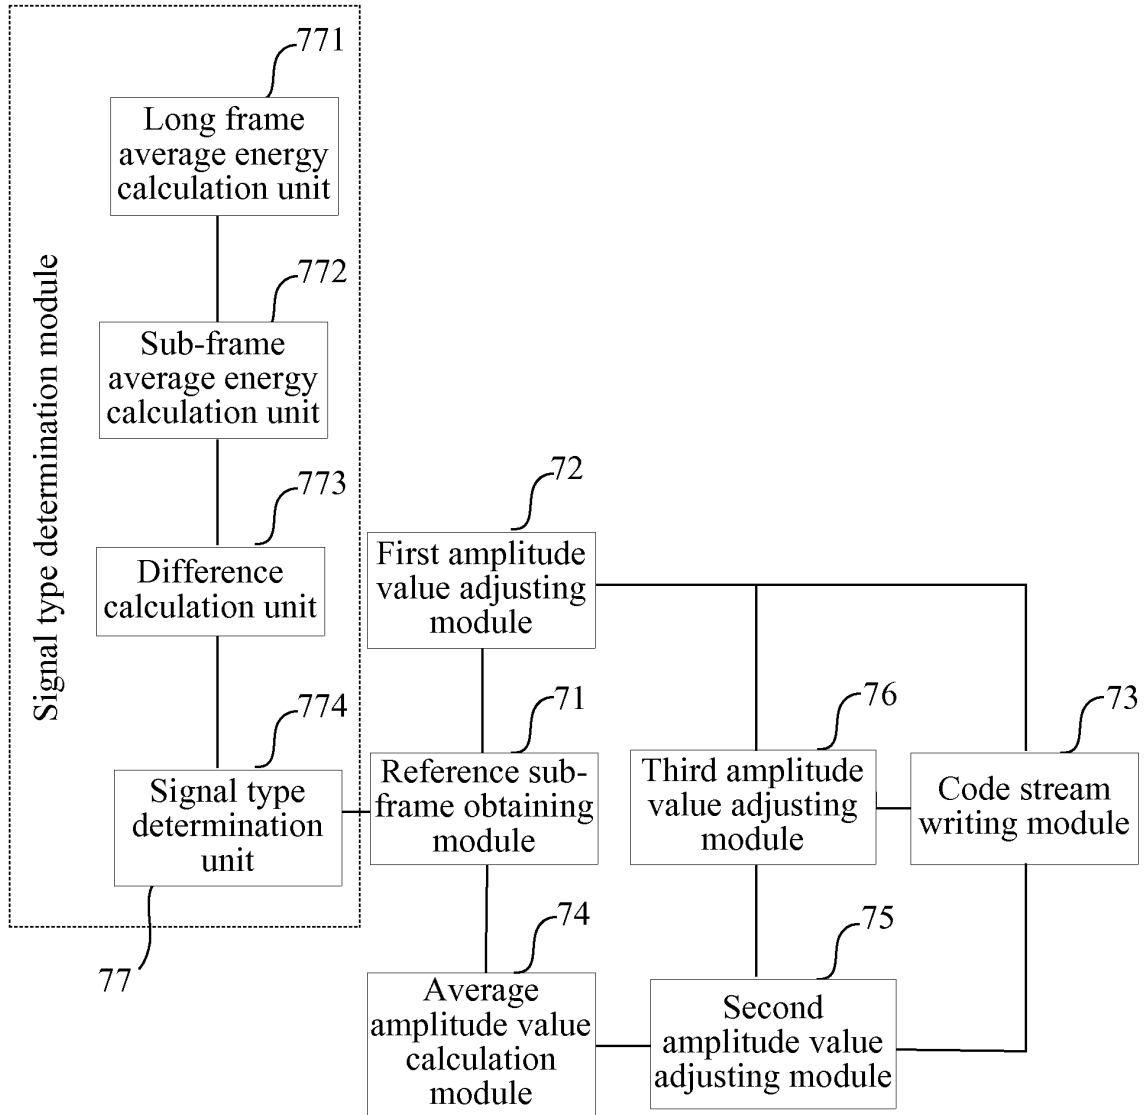 771
Long frame
average energy
calculation unit
772
Sub-frame
average energy
calculation unit
Signal type determination module
773
Difference
calculation unit
774
Signal type
determination
unit
77
72
First amplitude
value adjusting
module
71
Reference sub-
frame obtaining
module
76
Third amplitude
value adjusting
module
73
Code stream
writing module
74
Average
amplitude value
calculation
module
75
Second
amplitude value
adjusting module